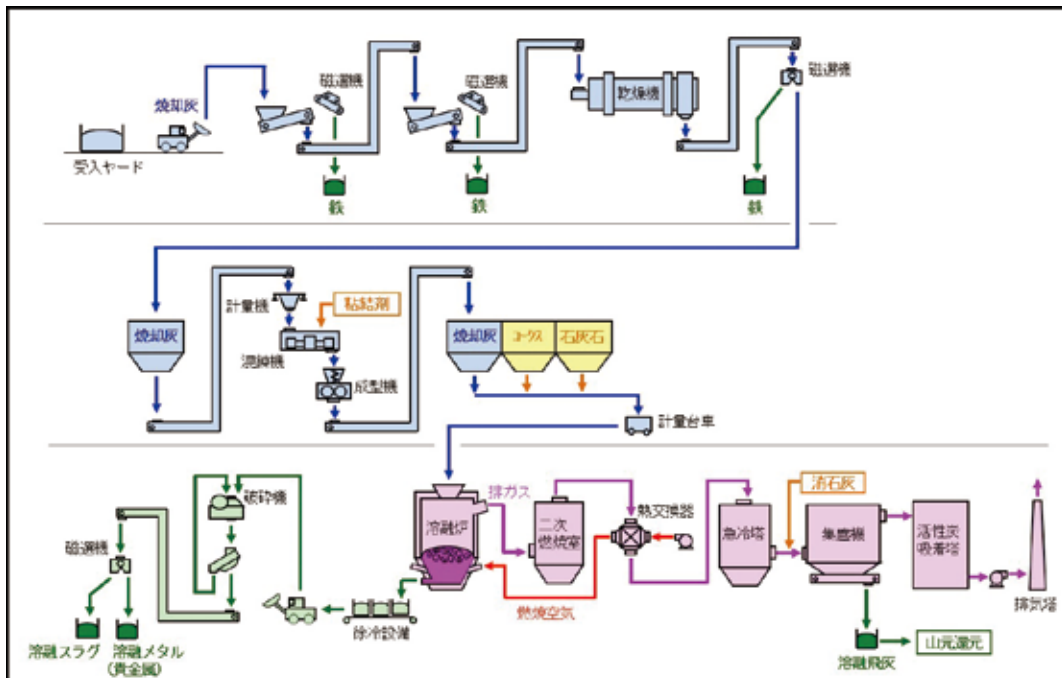 焼却灰
受入ヤード
磁選機
鉄
磁選機
鉄
乾燥機
磁選機
鉄
焼却灰
計量機
粘結剤
混練機
成型機
焼却灰
コークス
石灰石
計量台車
破砕機
磁選機
溶融スラグ
溶融メタル
(貴金属)
除冷設備
溶融炉
排ガス
二次
燃焼室
熱交換器
燃焼空気
急冷塔
消石灰
集塵機
活性炭
吸着塔
排気塔
溶融飛灰
山元還元